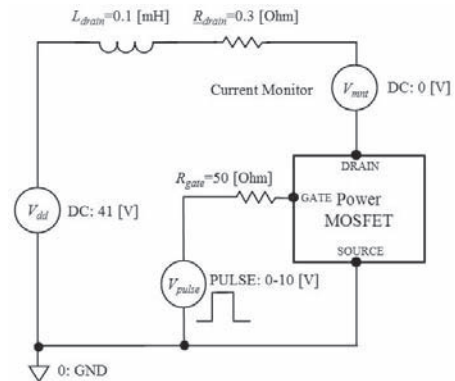 L_drain=0.1 [mH]
R_drain=0.3 [Ohm]
Current Monitor
V_mnt
DC: 0 [V]
DRAIN
R_gate=50 [Ohm]
GATE
Power
MOSFET
SOURCE
V_dd
DC: 41 [V]
V_pulse
PULSE: 0-10 [V]
0: GND